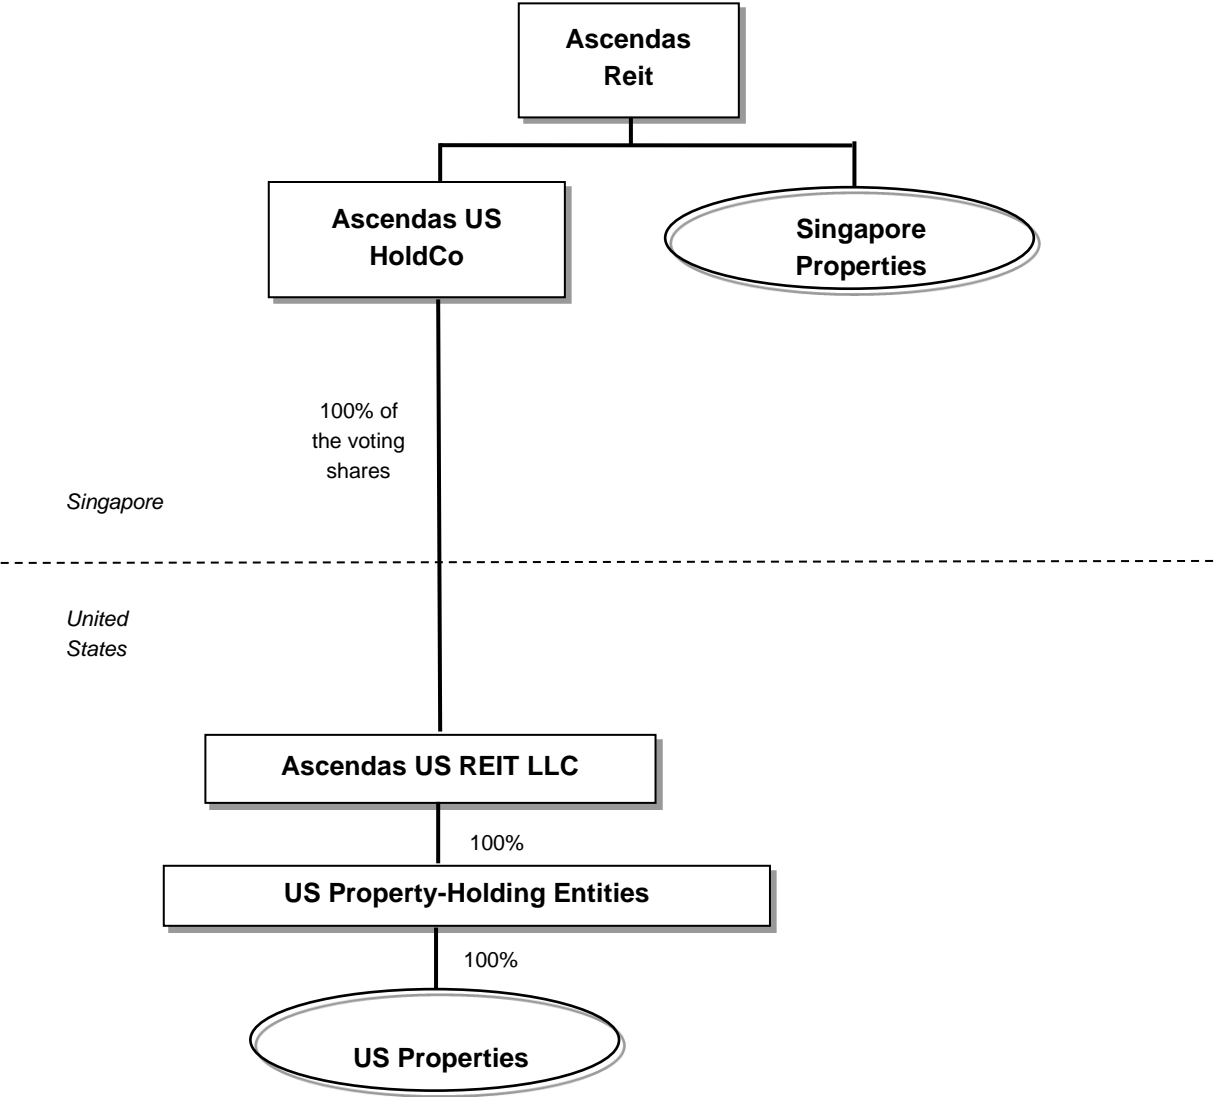 Ascendas
Reit
Ascendas US
HoldCo
Singapore
Properties
100% of
the voting
shares
Singapore
United
States
Ascendas US REIT LLC
100%
US Property-Holding Entities
100%
US Properties